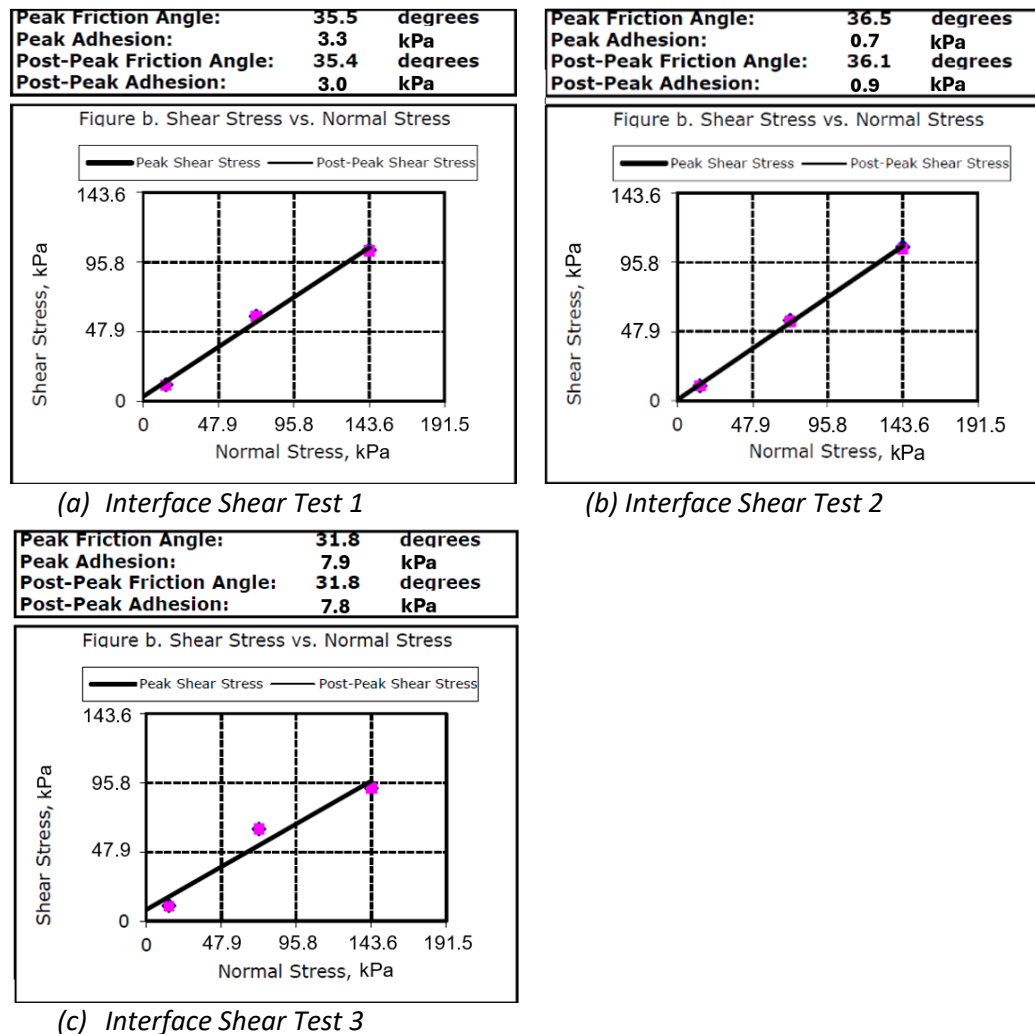 Peak Friction Angle: 35.5 degrees
Peak Adhesion: 3.3 kPa
Post-Peak Friction Angle: 35.4 degrees
Post-Peak Adhesion: 3.0 kPa
Figure b. Shear Stress vs. Normal Stress
Peak Shear Stress Post-Peak Shear Stress
143.6
95.8
47.9
0
Shear Stress, kPa
0 47.9 95.8 143.6 191.5
Normal Stress, kPa
(a) Interface Shear Test 1
Peak Friction Angle: 36.5 degrees
Peak Adhesion: 0.7 kPa
Post-Peak Friction Angle: 36.1 degrees
Post-Peak Adhesion: 0.9 kPa
Figure b. Shear Stress vs. Normal Stress
Peak Shear Stress Post-Peak Shear Stress
143.6
95.8
47.9
0
Shear Stress, kPa
0 47.9 95.8 143.6 191.5
Normal Stress, kPa
(b) Interface Shear Test 2
Peak Friction Angle: 31.8 degrees
Peak Adhesion: 7.9 kPa
Post-Peak Friction Angle: 31.8 degrees
Post-Peak Adhesion: 7.8 kPa
Figure b. Shear Stress vs. Normal Stress
Peak Shear Stress Post-Peak Shear Stress
143.6
95.8
47.9
0
Shear Stress, kPa
0 47.9 95.8 143.6 191.5
Normal Stress, kPa
(c) Interface Shear Test 3